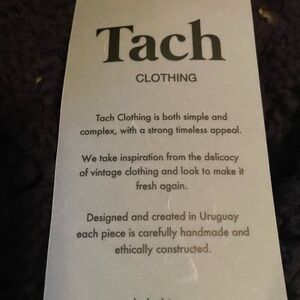 Tach
CLOTHING
Tach Clothing is both simple and
complex, with a strong timeless appeal.
We take inspiration from the delicacy
of vintage clothing and look to make it
fresh again.
Designed and created in Uruguay
each piece is carefully handmade and
ethically constructed.